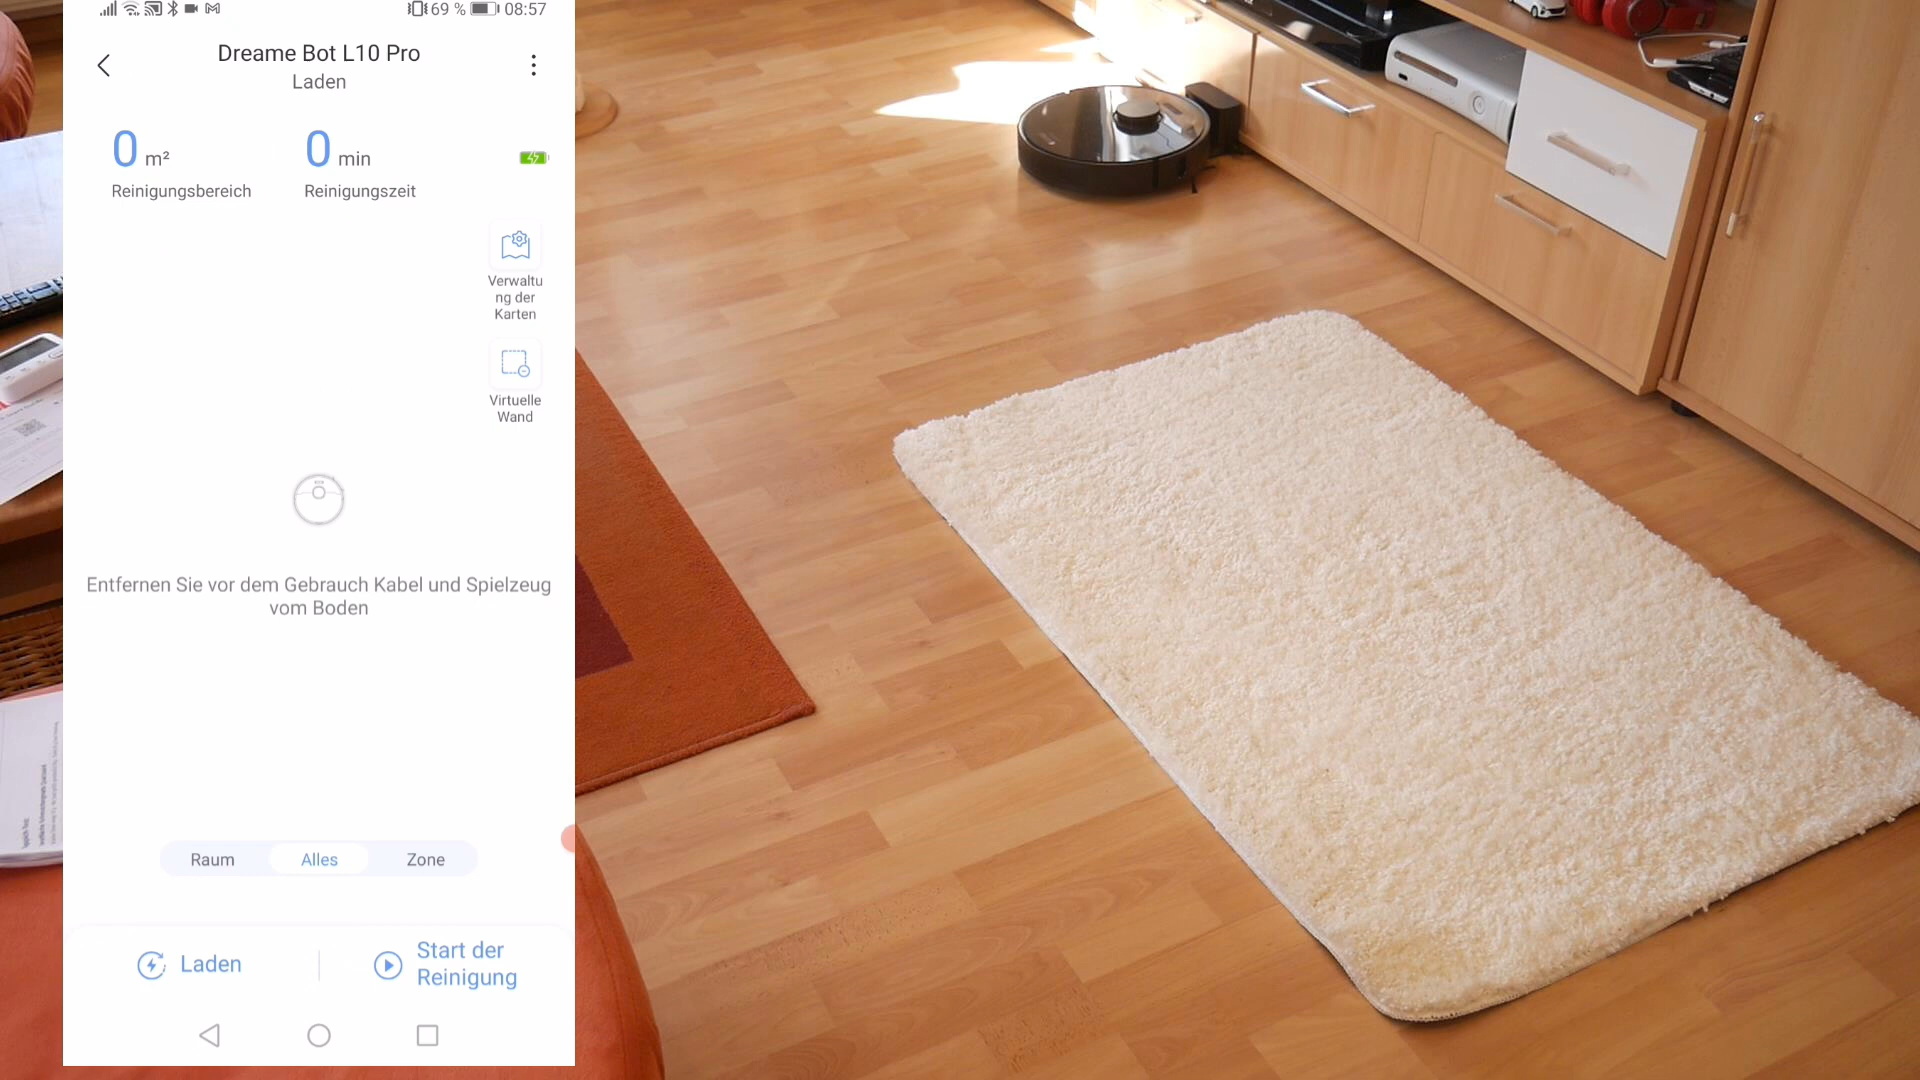 69 % 08:57
Dreame Bot L10 Pro
Laden
0 m² 0 min
Reinigungsbereich Reinigungszeit
Verwaltu
ng der
Karten
Virtuelle
Wand
Entfernen Sie vor dem Gebrauch Kabel und Spielzeug
vom Boden
Raum Alles Zone
Laden
Start der
Reinigung